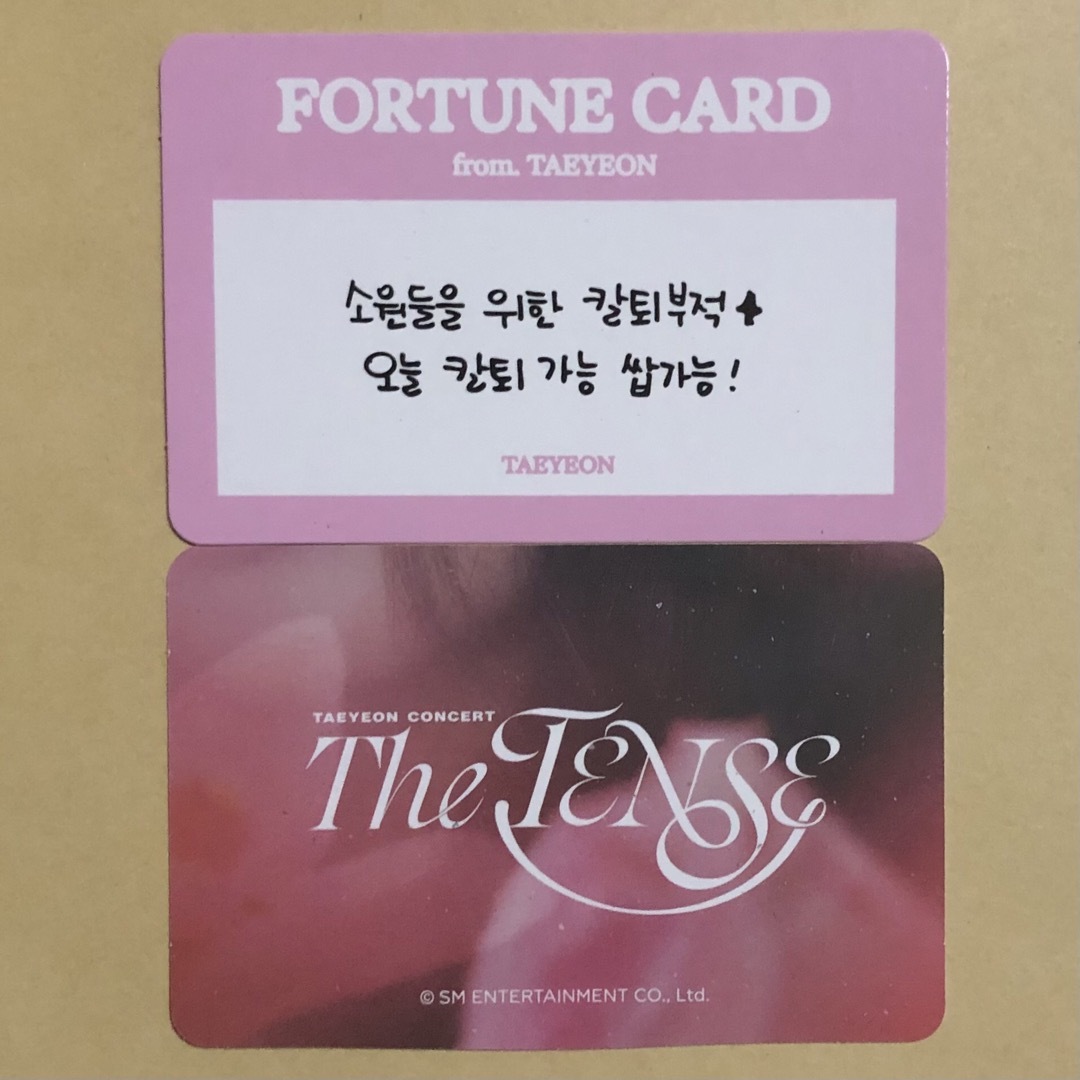 FORTUNE CARD
from. TAEYEON
소원들을 위한 칼퇴부적
오늘 칼퇴 가능 쌉가능!
TAEYEON
TAEYEON CONCERT
The TENSE
© SM ENTERTAINMENT CO., Ltd.